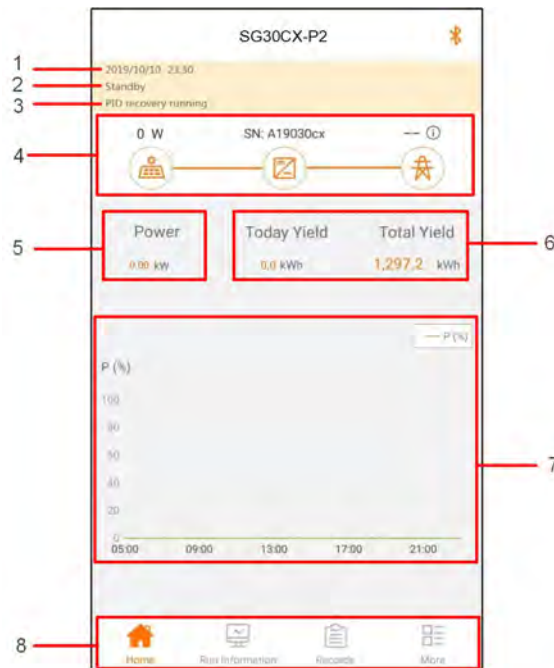 SG30CX-P2
1
2019/10/10 23:30
2
Standby
3
PID recovery running
4
0 W SN: A19030cx --
5
Power Today Yield Total Yield
6
0.00 kW 0.0 kWh 1,297.2 kWh
P (%)
P (%)
100
80
60
40
20
0
7
05:00 09:00 13:00 17:00 21:00
8
Home Run Information Records More